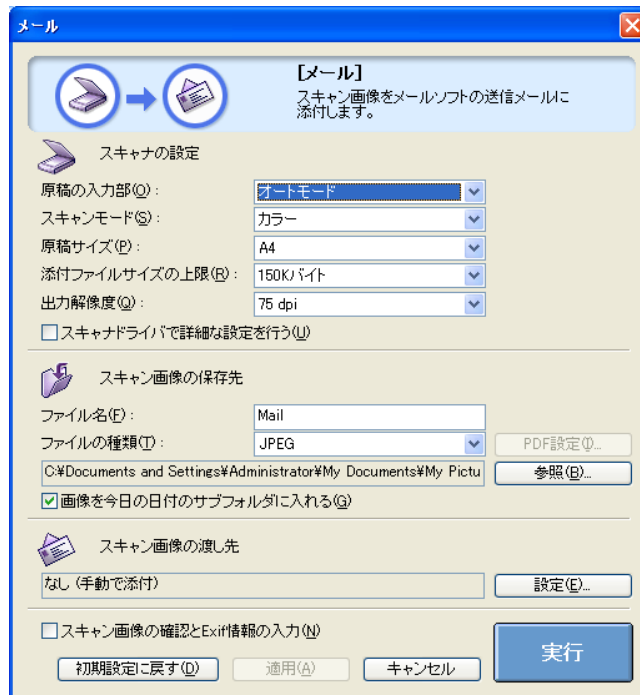 メール
[メール]
スキャン画像をメールソフトの送信メールに
添付します。
スキャナの設定
原稿の入力部(O):
オートモード
スキャンモード(S):
カラー
原稿サイズ(P):
A4
添付ファイルサイズの上限(R):
150Kバイト
出力解像度(Q):
75 dpi
スキャナドライバで詳細な設定を行う(U)
スキャン画像の保存先
ファイル名(F):
Mail
ファイルの種類(T):
JPEG
PDF設定(I)...
C:¥Documents and Settings¥Administrator¥My Documents¥My Pictu
参照(B)...
画像を今日の日付のサブフォルダに入れる(G)
スキャン画像の渡し先
なし (手動で添付)
設定(E)...
スキャン画像の確認とExif情報の入力(N)
初期設定に戻す(D)
適用(A)
キャンセル
実行